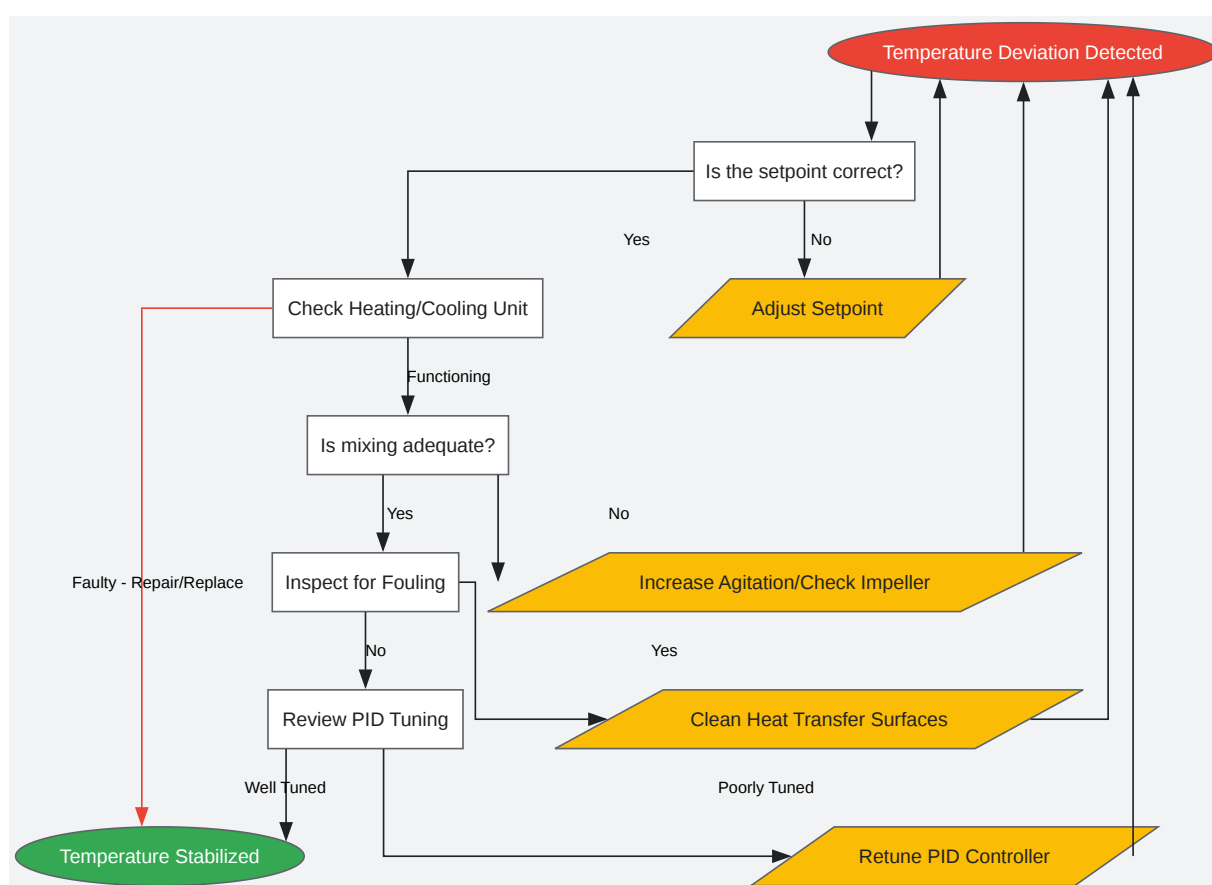 Temperature Deviation Detected
Is the setpoint correct?
Yes
No
Check Heating/Cooling Unit
Adjust Setpoint
Functioning
Is mixing adequate?
Yes
No
Faulty - Repair/Replace
Inspect for Fouling
Increase Agitation/Check Impeller
No
Yes
Review PID Tuning
Clean Heat Transfer Surfaces
Well Tuned
Poorly Tuned
Temperature Stabilized
Retune PID Controller